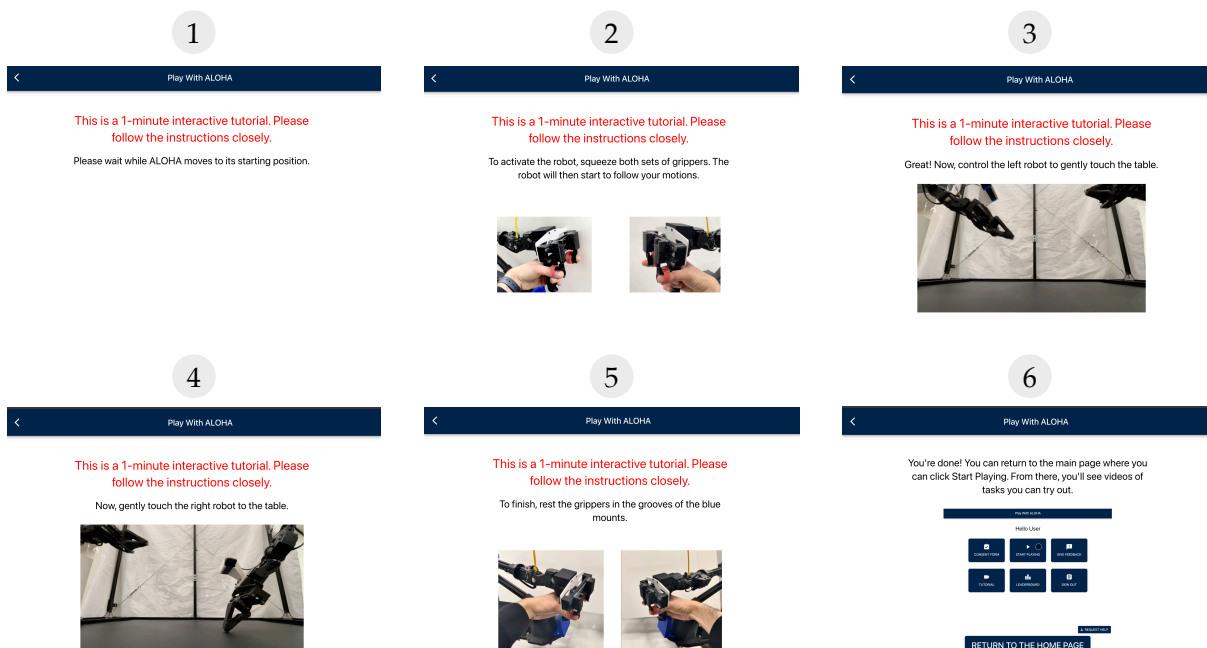 1
Play With ALOHA
This is a 1-minute interactive tutorial. Please
follow the instructions closely.
Please wait while ALOHA moves to its starting position.
2
Play With ALOHA
This is a 1-minute interactive tutorial. Please
follow the instructions closely.
To activate the robot, squeeze both sets of grippers. The
robot will then start to follow your motions.
3
Play With ALOHA
This is a 1-minute interactive tutorial. Please
follow the instructions closely.
Great! Now, control the left robot to gently touch the table.
4
Play With ALOHA
This is a 1-minute interactive tutorial. Please
follow the instructions closely.
Now, gently touch the right robot to the table.
5
Play With ALOHA
This is a 1-minute interactive tutorial. Please
follow the instructions closely.
To finish, rest the grippers in the grooves of the blue
mounts.
6
Play With ALOHA
You're done! You can return to the main page where you
can click Start Playing. From there, you'll see videos of
tasks you can try out.
Play With ALOHA
Hello User
CONSENT FORM
START PLAYING
GIVE FEEDBACK
TUTORIAL
LEADERBOARD
SIGN OUT
REQUEST HELP
RETURN TO THE HOME PAGE